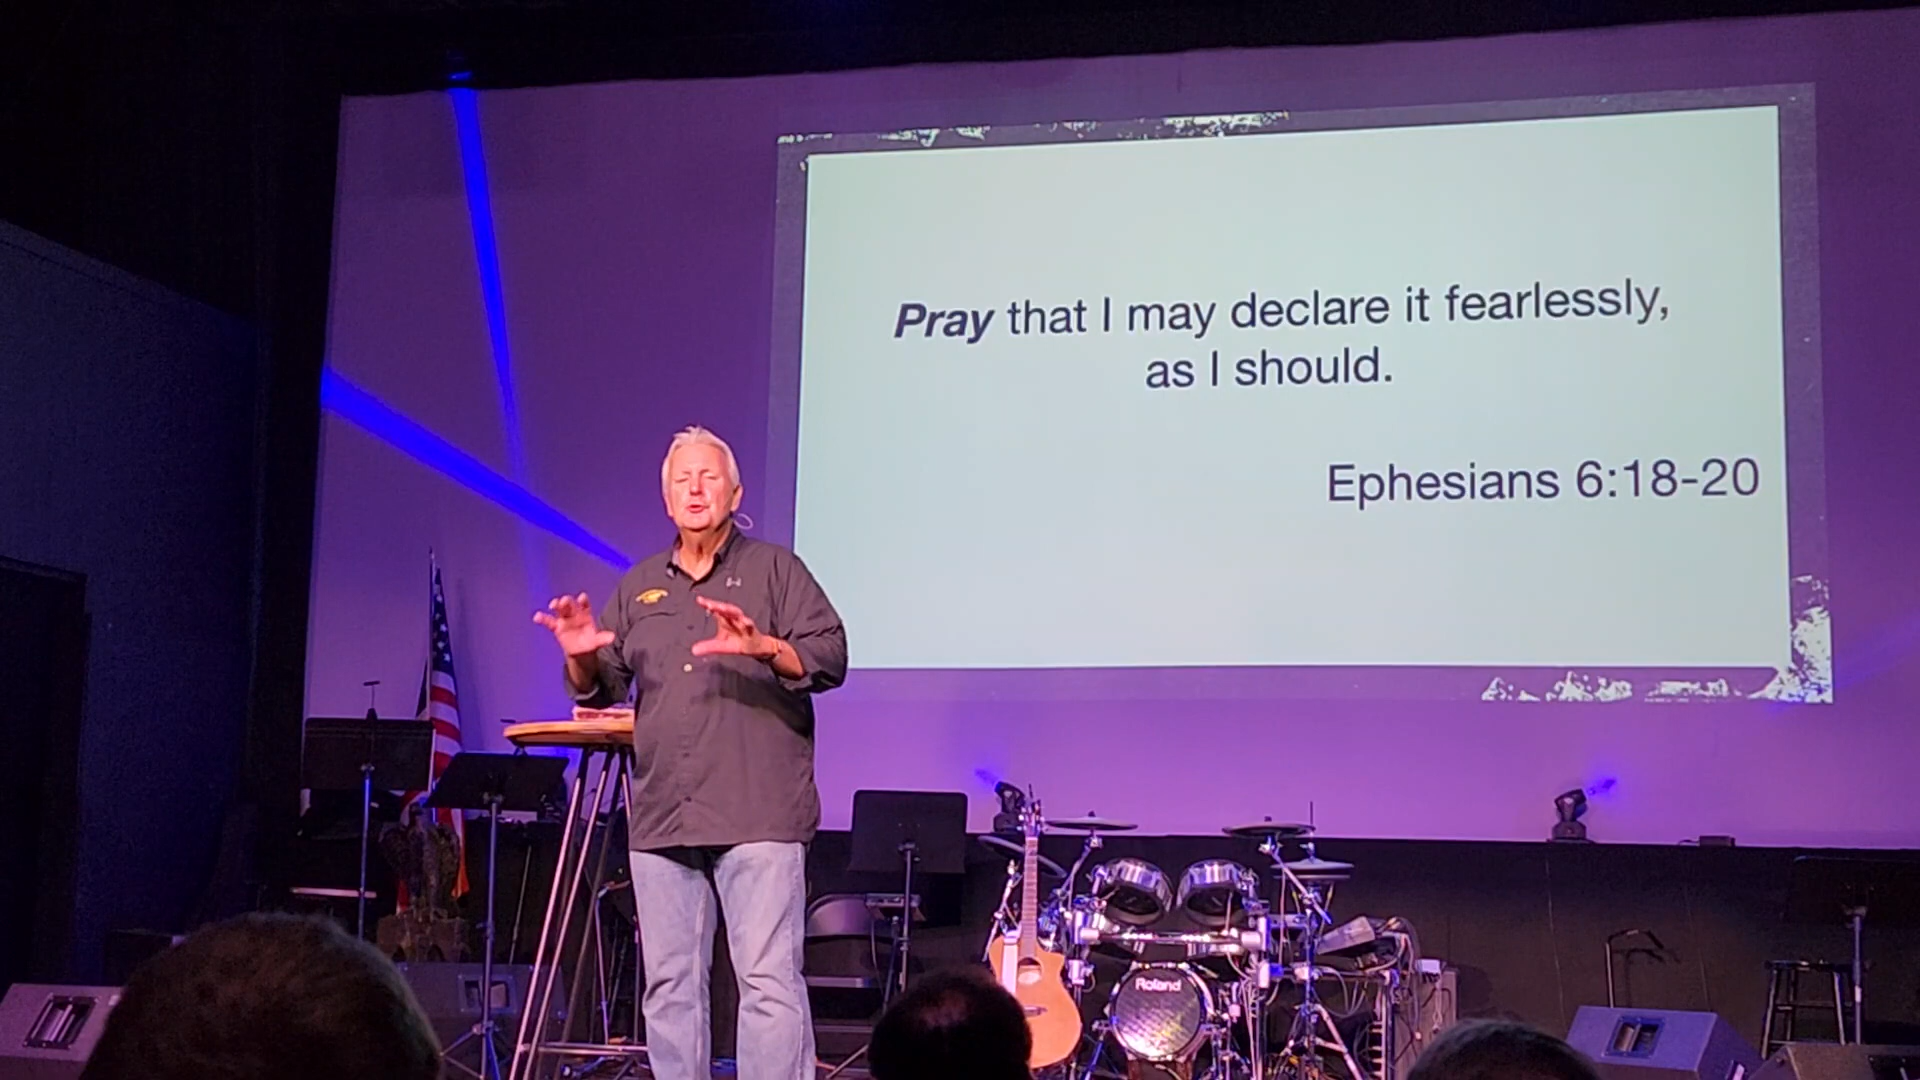 Pray that I may declare it fearlessly,
as I should.
Ephesians 6:18-20
Roland